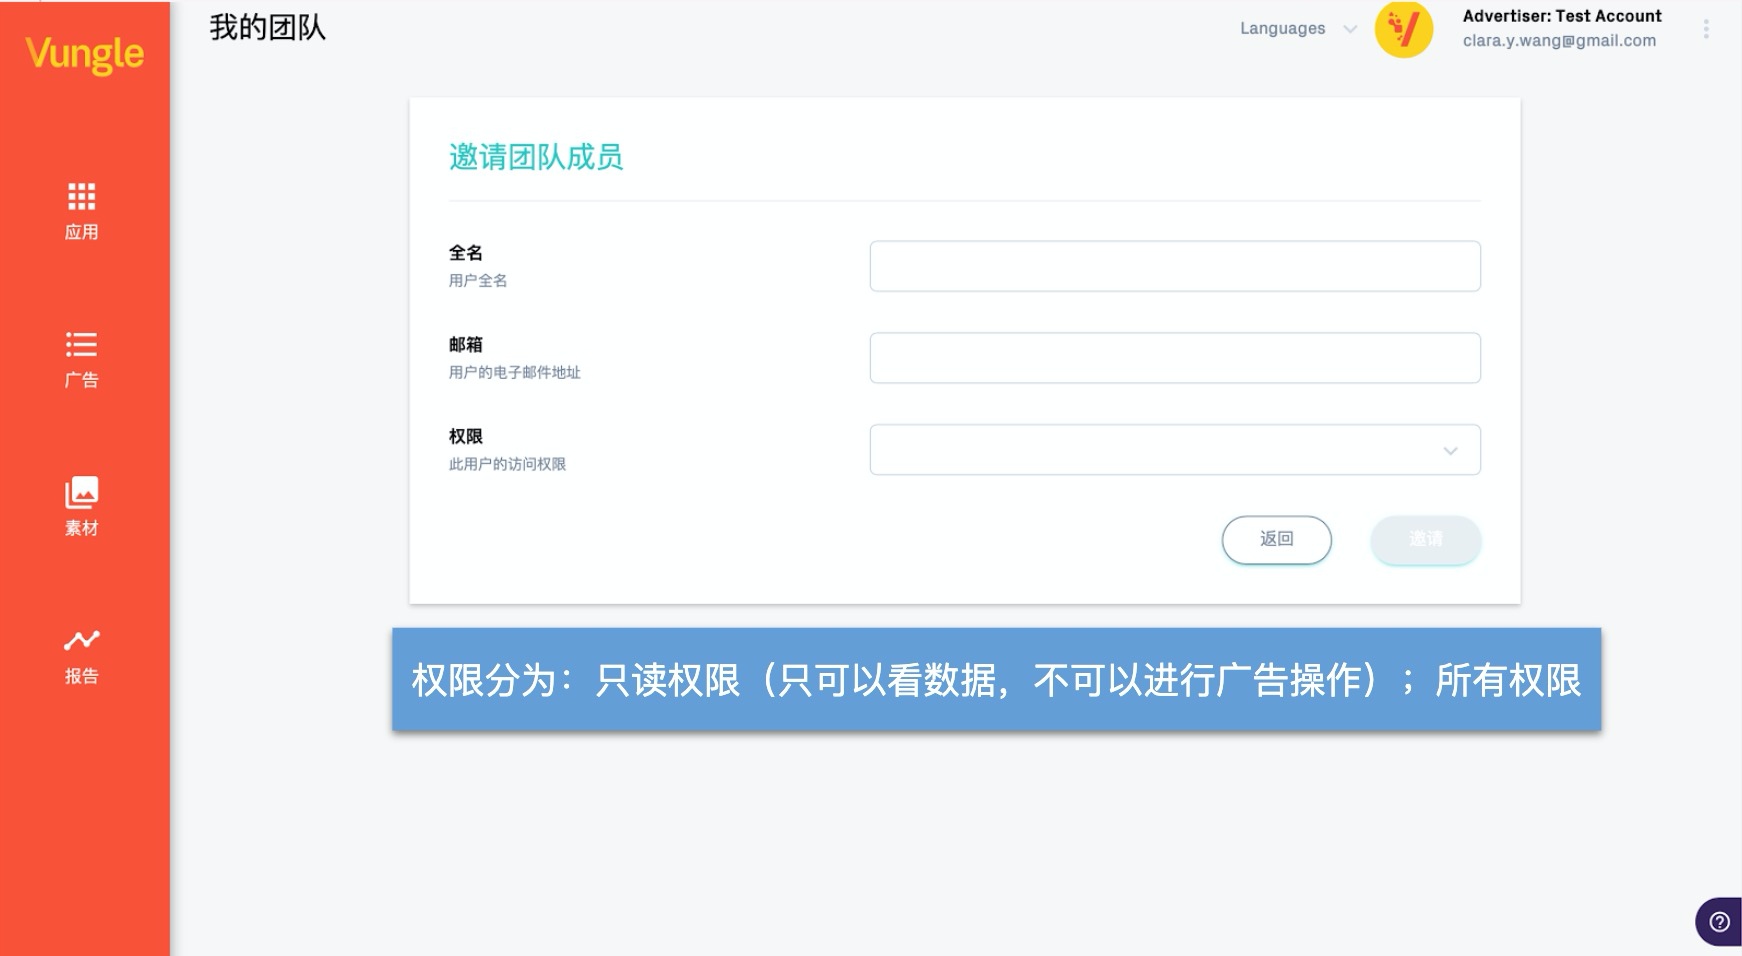 Vungle
我的团队
Languages
Advertiser: Test Account
clara.y.wang@gmail.com
应用
广告
素材
报告
邀请团队成员
全名
用户全名
邮箱
用户的电子邮件地址
权限
此用户的访问权限
返回
邀请
权限分为：只读权限（只可以看数据，不可以进行广告操作）；所有权限